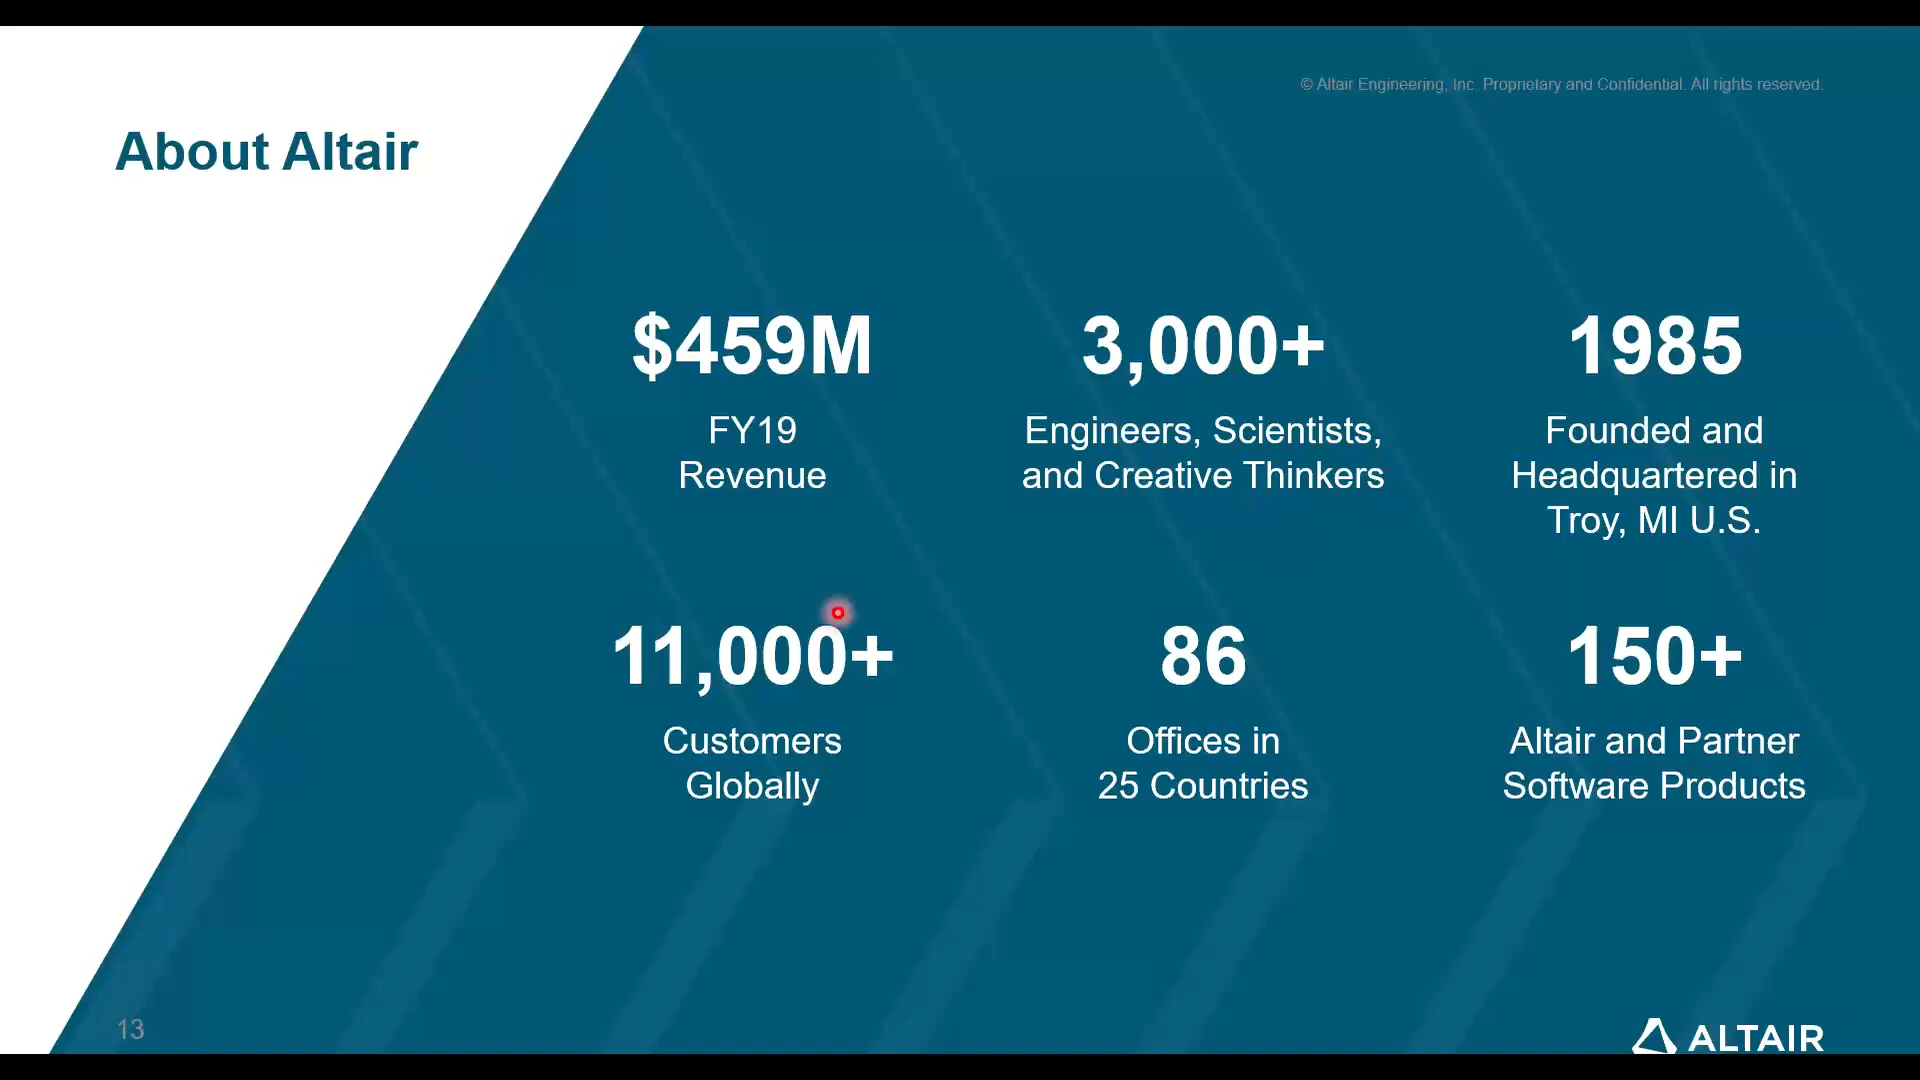 © Altair Engineering, Inc. Proprietary and Confidential. All rights reserved.
About Altair
$459M
FY19
Revenue
3,000+
Engineers, Scientists,
and Creative Thinkers
1985
Founded and
Headquartered in
Troy, MI U.S.
11,000+
Customers
Globally
86
Offices in
25 Countries
150+
Altair and Partner
Software Products
13
ALTAIR